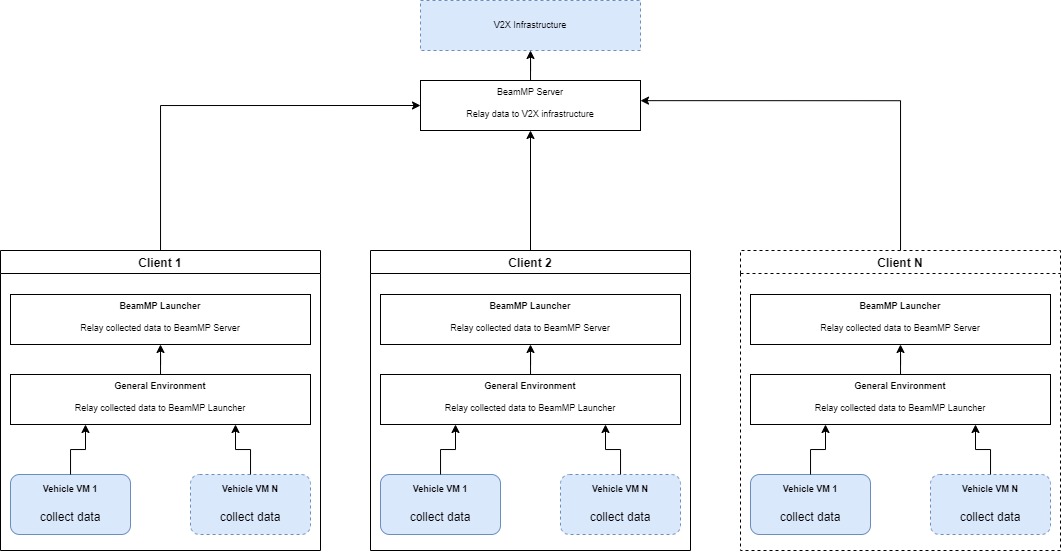 V2X Infrastructure
BeamMP Server
Relay data to V2X infrastructure
Client 1
BeamMP Launcher
Relay collected data to BeamMP Server
General Environment
Relay collected data to BeamMP Launcher
Vehicle VM 1
collect data
Vehicle VM N
collect data
Client 2
BeamMP Launcher
Relay collected data to BeamMP Server
General Environment
Relay collected data to BeamMP Launcher
Vehicle VM 1
collect data
Vehicle VM N
collect data
Client N
BeamMP Launcher
Relay collected data to BeamMP Server
General Environment
Relay collected data to BeamMP Launcher
Vehicle VM 1
collect data
Vehicle VM N
collect data